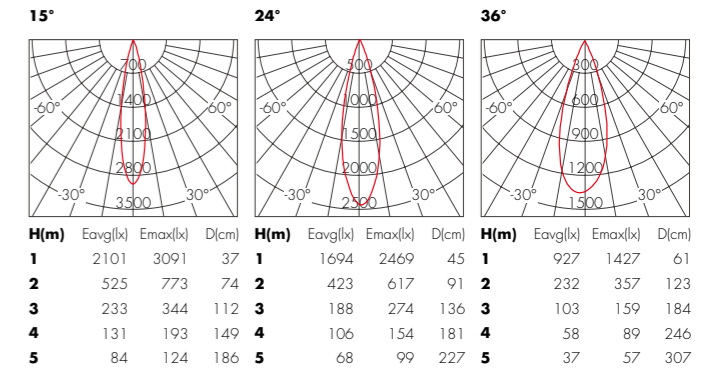 15° 24° 36°
700 500 300
1400 1000 600
-60° 60° -60° 60° -60° 60°
2100 1500 900
2800 2000 1200
-30° 30° -30° 30° -30° 30°
3500 2500 1500
H(m) Eavg(lx) Emax(lx) D(cm) H(m) Eavg(lx) Emax(lx) D(cm) H(m) Eavg(lx) Emax(lx) D(cm)
1 2101 3091 37 1 1694 2469 45 1 927 1427 61
2 525 773 74 2 423 617 91 2 232 357 123
3 233 344 112 3 188 274 136 3 103 159 184
4 131 193 149 4 106 154 181 4 58 89 246
5 84 124 186 5 68 99 227 5 37 57 307